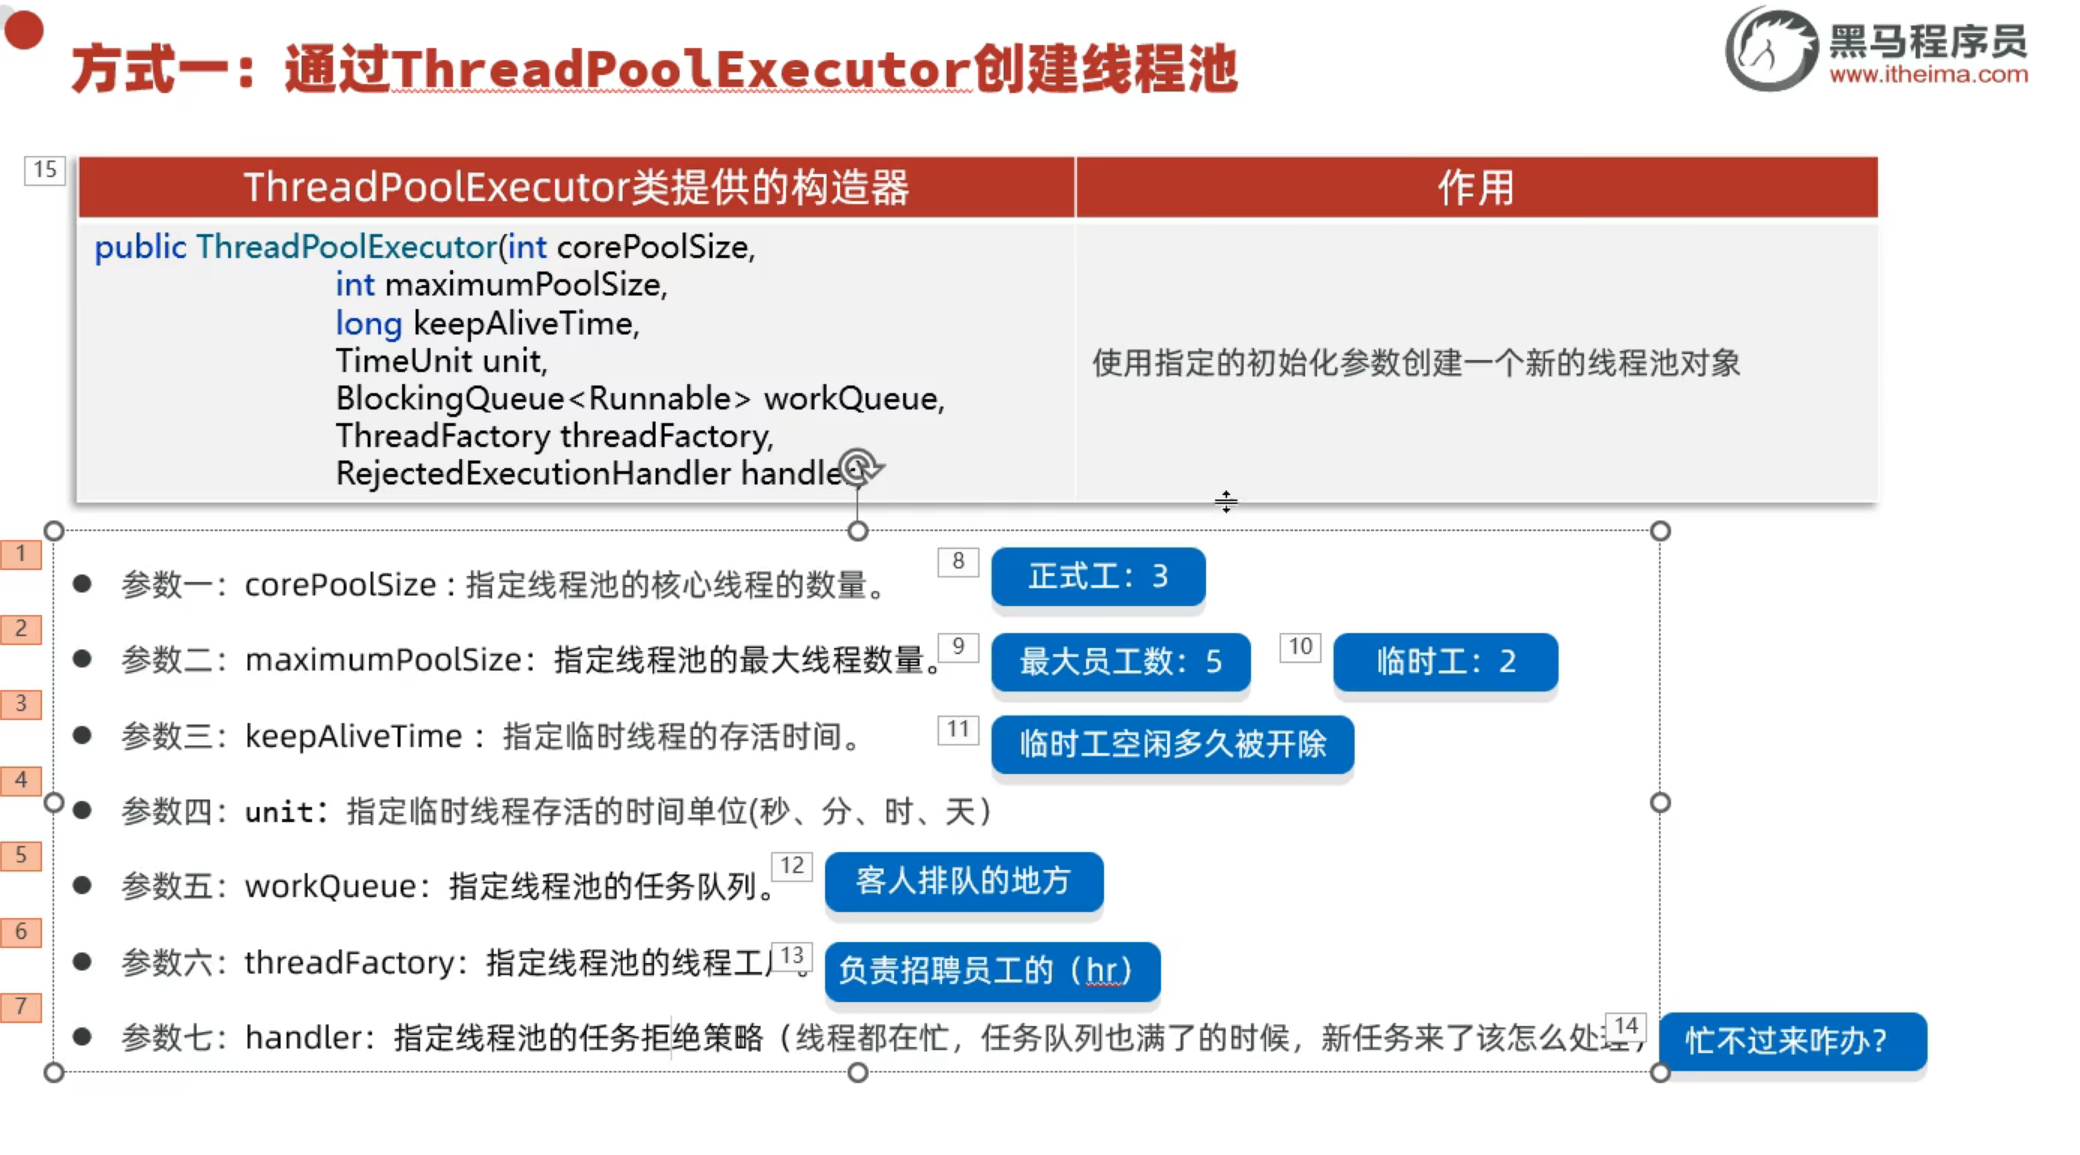 方式一：通过ThreadPoolExecutor创建线程池
黑马程序员
www.itheima.com
15
ThreadPoolExecutor类提供的构造器
作用
public ThreadPoolExecutor(int corePoolSize,
int maximumPoolSize,
long keepAliveTime,
TimeUnit unit,
BlockingQueue<Runnable> workQueue,
ThreadFactory threadFactory,
RejectedExecutionHandler
使用指定的初始化参数创建一个新的线程池对象
1
参数一：corePoolSize : 指定线程池的核心线程的数量。
8
正式工：3
2
参数二：maximumPoolSize：指定线程池的最大线程数量。
9
最大员工数：5
10
临时工：2
3
参数三：keepAliveTime ：指定临时线程的存活时间。
11
临时工空闲多久被开除
4
参数四：unit：指定临时线程存活的时间单位(秒、分、时、天）
5
参数五：workQueue：指定线程池的任务队列。
12
客人排队的地方
6
参数六：threadFactory：指定线程池的线程工
13
负责招聘员工的（hr）
7
参数七：handler：指定线程池的任务拒绝策略（线程都在忙，任务队列也满了的时候，新任务来了该怎么处
14
忙不过来咋办？